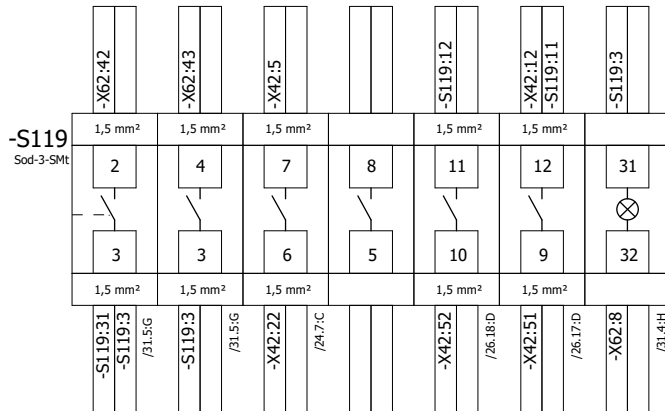 -X62:42
-X62:43
-X42:5
-S119:12
-X42:12
-S119:11
-S119:3
-S119
Sod-3-SMt
1,5 mm² 1,5 mm² 1,5 mm² 1,5 mm² 1,5 mm²
2 4 7 8 11 12 31
3 3 6 5 10 9 32
1,5 mm² 1,5 mm² 1,5 mm² 1,5 mm² 1,5 mm²
-S119:31
-S119:3
/31.5:G
-S119:3
/31.5:G
-X42:22
/24.7:C
-X42:52
/26.18:D
-X42:51
/26.17:D
-X62:8
/31.4:H